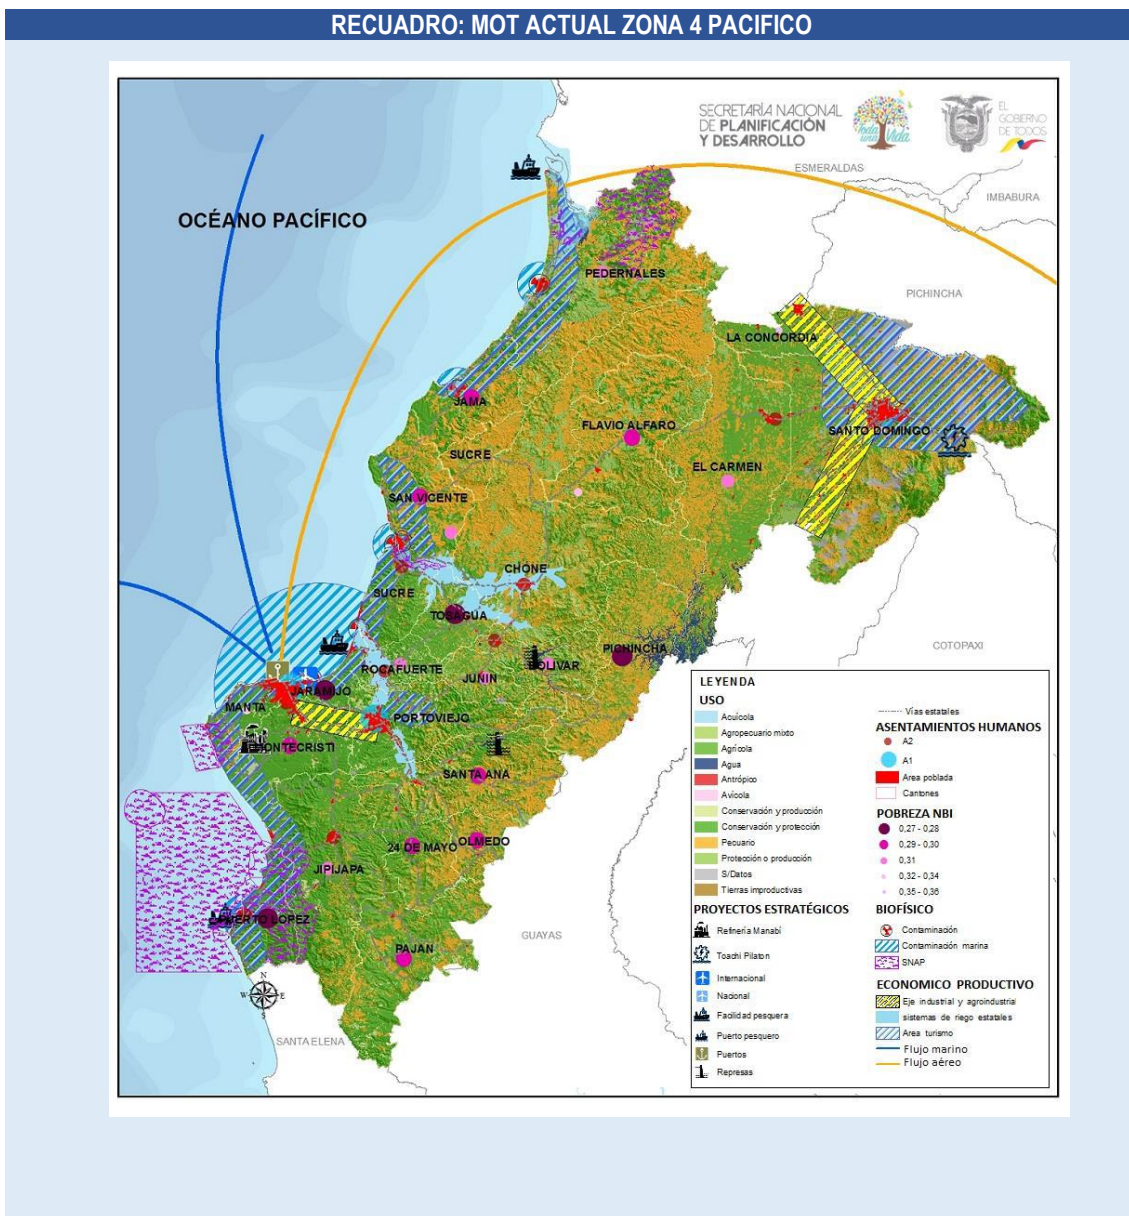 RECUADRO: MOT ACTUAL ZONA 4 PACIFICO
SECRETARÍA NACIONAL
DE PLANIFICACIÓN
Y DESARROLLO
Toda una Vida
EL
GOBIERNO
DE TODOS
ESMERALDAS
IMBABURA
OCÉANO PACÍFICO
PEDERNALES
PICHINCHA
LA CONCORDIA
JAMA
FLAVIO ALFARO
SANTO DOMINGO
SUCRE
EL CARMEN
SAN VICENTE
CHONE
SUCRE
TOSAGUA
PICHINCHA
COTOPAXI
ROCAFUERTE
BOLIVAR
JUNIN
JARAMIJO
MANTA
PORTOVIEJO
MONTECRISTI
SANTA ANA
24 DE MAYO
OLMEDO
JIPIJAPA
PUERTO LOPEZ
PAJAN
GUAYAS
SANTA ELENA
N
W
E
S
LEYENDA
USO
Acuícola
Agropecuario mixto
Agrícola
Agua
Antrópico
Avícola
Conservación y producción
Conservación y protección
Pecuario
Protección o producción
S/Datos
Tierras improductivas
PROYECTOS ESTRATÉGICOS
Refinería Manabí
Toachi Pilaton
Internacional
Nacional
Facilidad pesquera
Puerto pesquero
Puertos
Represas
Vías estatales
ASENTAMIENTOS HUMANOS
A2
A1
Area poblada
Cantones
POBREZA NBI
0,27 - 0,28
0,29 - 0,30
0,31
0,32 - 0,34
0,35 - 0,36
BIOFÍSICO
Contaminación
Contaminación marina
SNAP
ECONOMICO PRODUCTIVO
Eje industrial y agroindustrial
sistemas de riego estatales
Area turismo
Flujo marino
Flujo aéreo